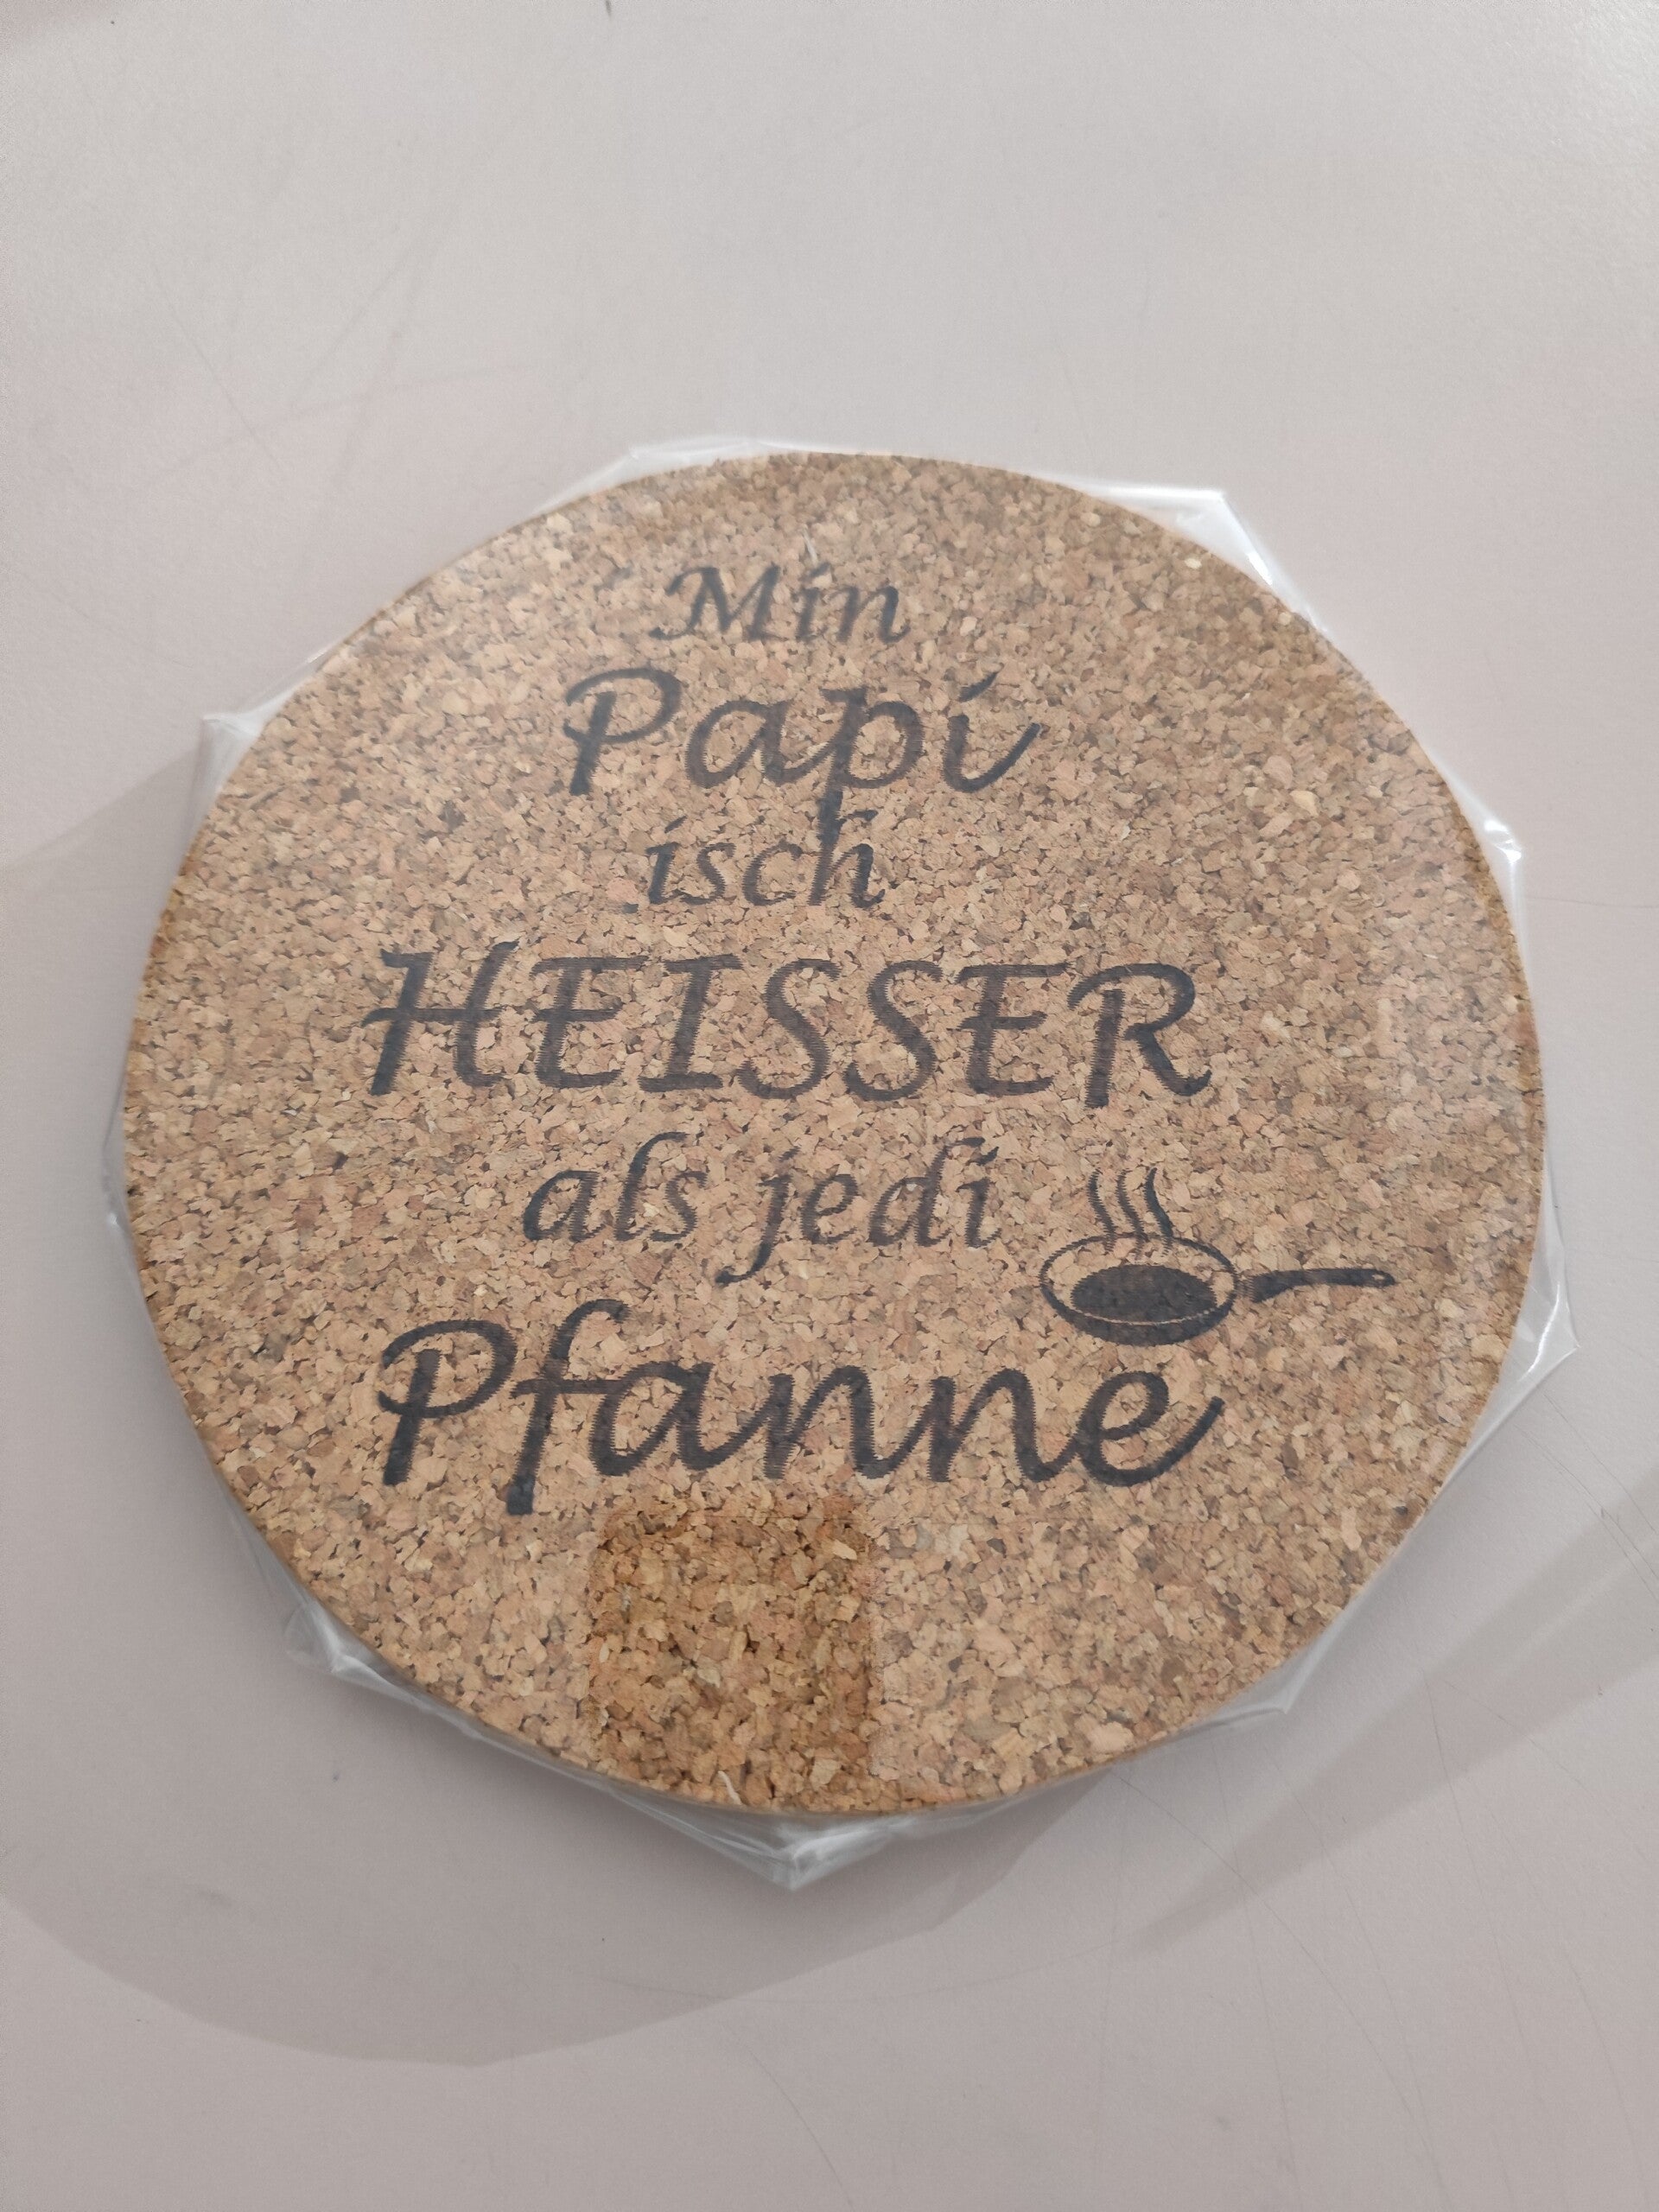 Min
Papi
isch
HEISSER
als jedi
Pfanne